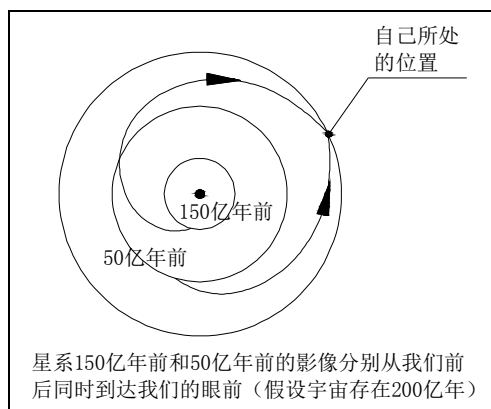 自己所处
的位置
150亿年前
50亿年前
星系150亿年前和50亿年前的影像分别从我们前
后同时到达我们的眼前（假设宇宙存在200亿年）